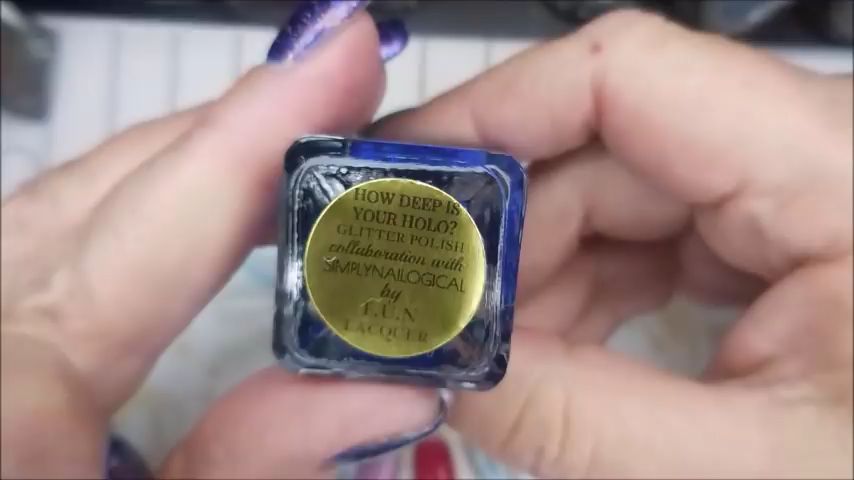 HOW DEEP IS
YOUR HOLO?
GLITTER POLISH
collaboration with
SIMPLYNAILOGICAL
by
F.U.N
LACQUER